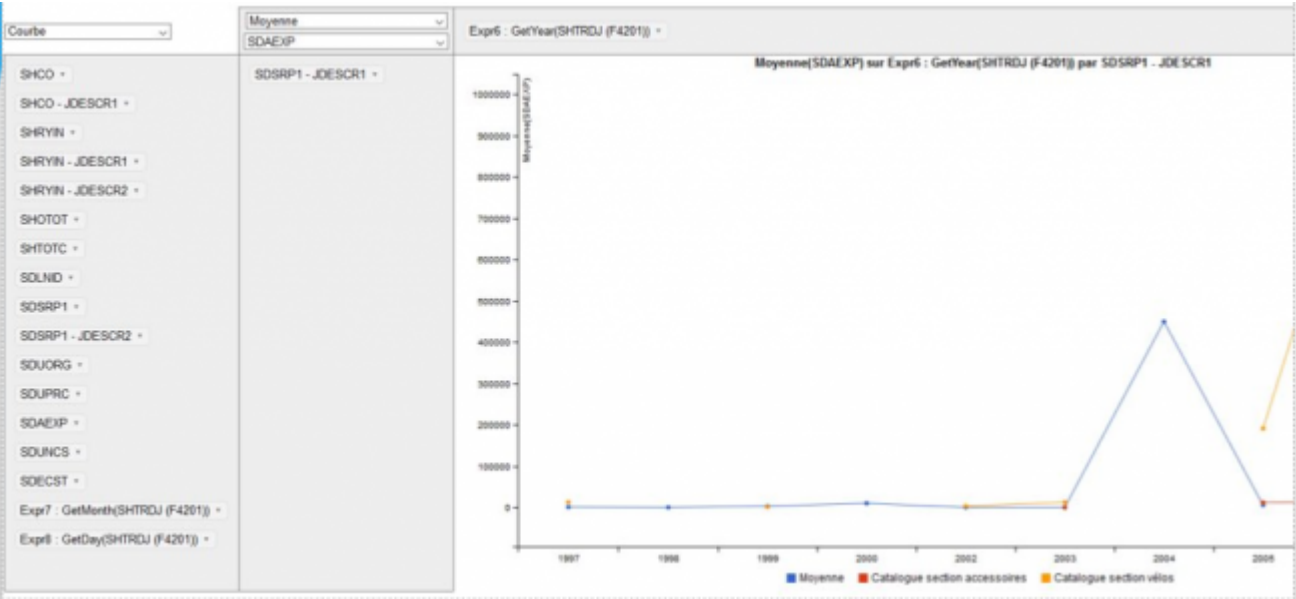 Courbe
Moyenne
SDAEXP
Expr6 : GetYear(SHTRDJ (F4201))
SHCO
SHCO - JDESCR1
SHRYIN
SHRYIN - JDESCR1
SHRYIN - JDESCR2
SHOTOT
SHTOTC
SDLNID
SDSRP1
SDSRP1 - JDESCR2
SDUORG
SDUPRC
SDAEXP
SDUNCS
SDECST
Expr7 : GetMonth(SHTRDJ (F4201))
Expr8 : GetDay(SHTRDJ (F4201))
SDSRP1 - JDESCR1
Moyenne(SDAEXP) sur Expr6 : GetYear(SHTRDJ (F4201)) par SDSRP1 - JDESCR1
Moyenne(SDAEXP)
1000000
900000
800000
700000
600000
500000
400000
300000
200000
100000
0
1997 1998 1999 2000 2002 2003 2004 2005
Moyenne Catalogue section accessoires Catalogue section vélos